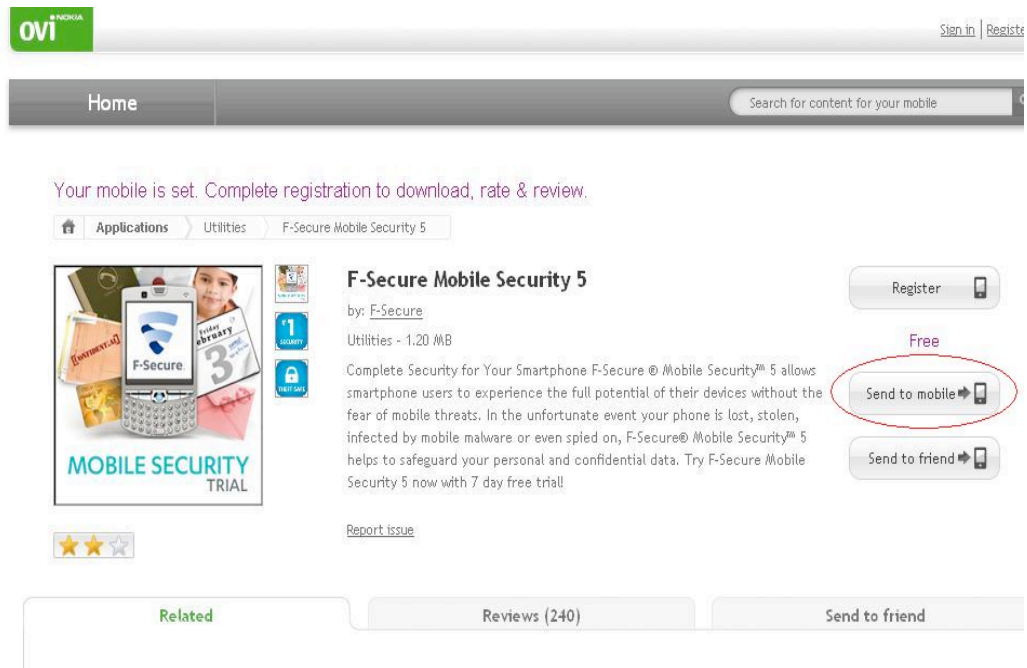 ovi NOKIA
Sign in | Registe
Home
Search for content for your mobile
Your mobile is set. Complete registration to download, rate & review.
Applications Utilities F-Secure Mobile Security 5
F-Secure Mobile Security 5
by: F-Secure
Utilities - 1.20 MB
Complete Security for Your Smartphone F-Secure ® Mobile Security™ 5 allows
smartphone users to experience the full potential of their devices without the
fear of mobile threats. In the unfortunate event your phone is lost, stolen,
infected by mobile malware or even spied on, F-Secure® Mobile Security™ 5
helps to safeguard your personal and confidential data. Try F-Secure Mobile
Security 5 now with 7 day free trial!
Report issue
Register
Free
Send to mobile
Send to friend
CONFIDENTIAL
Friday
February
3
F-Secure.
MOBILE SECURITY
TRIAL
#1
SECURITY
THEFT SAFE
Related
Reviews (240)
Send to friend